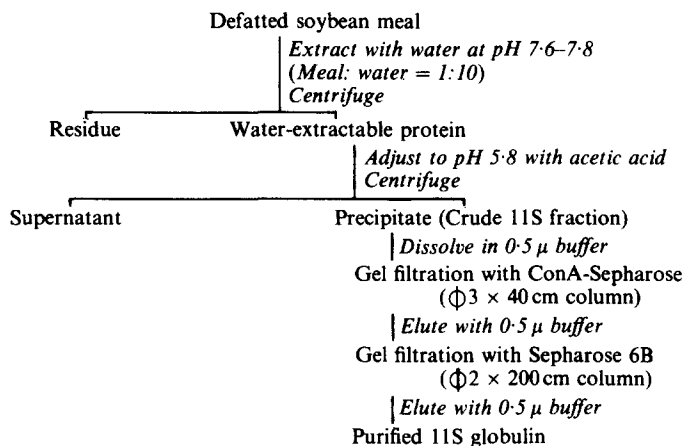 Defatted soybean meal
Extract with water at pH 7·6–7·8
(Meal: water = 1:10)
Centrifuge
Residue Water-extractable protein
Adjust to pH 5·8 with acetic acid
Centrifuge
Supernatant Precipitate (Crude 11S fraction)
Dissolve in 0·5 μ buffer
Gel filtration with ConA-Sepharose
(ϕ3 × 40 cm column)
Elute with 0·5 μ buffer
Gel filtration with Sepharose 6B
(ϕ2 × 200 cm column)
Elute with 0·5 μ buffer
Purified 11S globulin